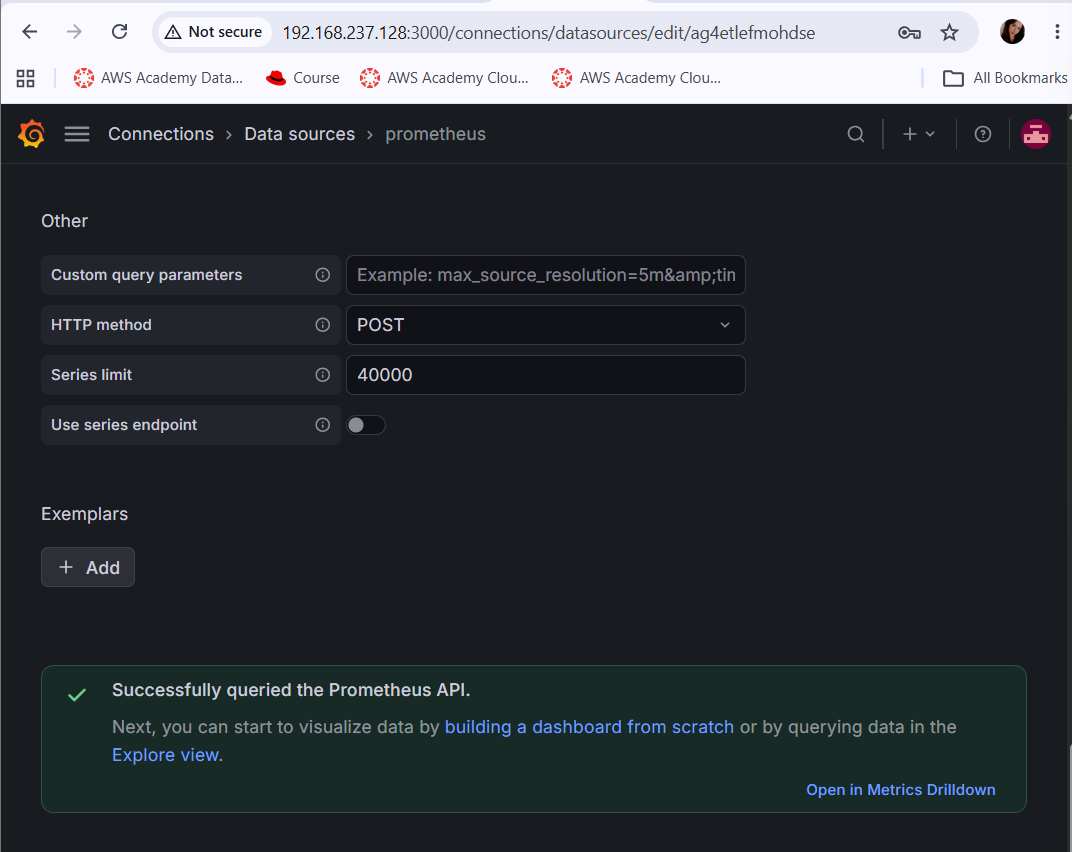 Not secure 192.168.237.128:3000/connections/datasources/edit/ag4etlefmohdse
AWS Academy Data... Course AWS Academy Clou... AWS Academy Clou... All Bookmarks
Connections › Data sources › prometheus
Other
Custom query parameters Example: max_source_resolution=5m&amp;tin
HTTP method POST
Series limit 40000
Use series endpoint
Exemplars
+ Add
Successfully queried the Prometheus API.
Next, you can start to visualize data by building a dashboard from scratch or by querying data in the
Explore view.
Open in Metrics Drilldown